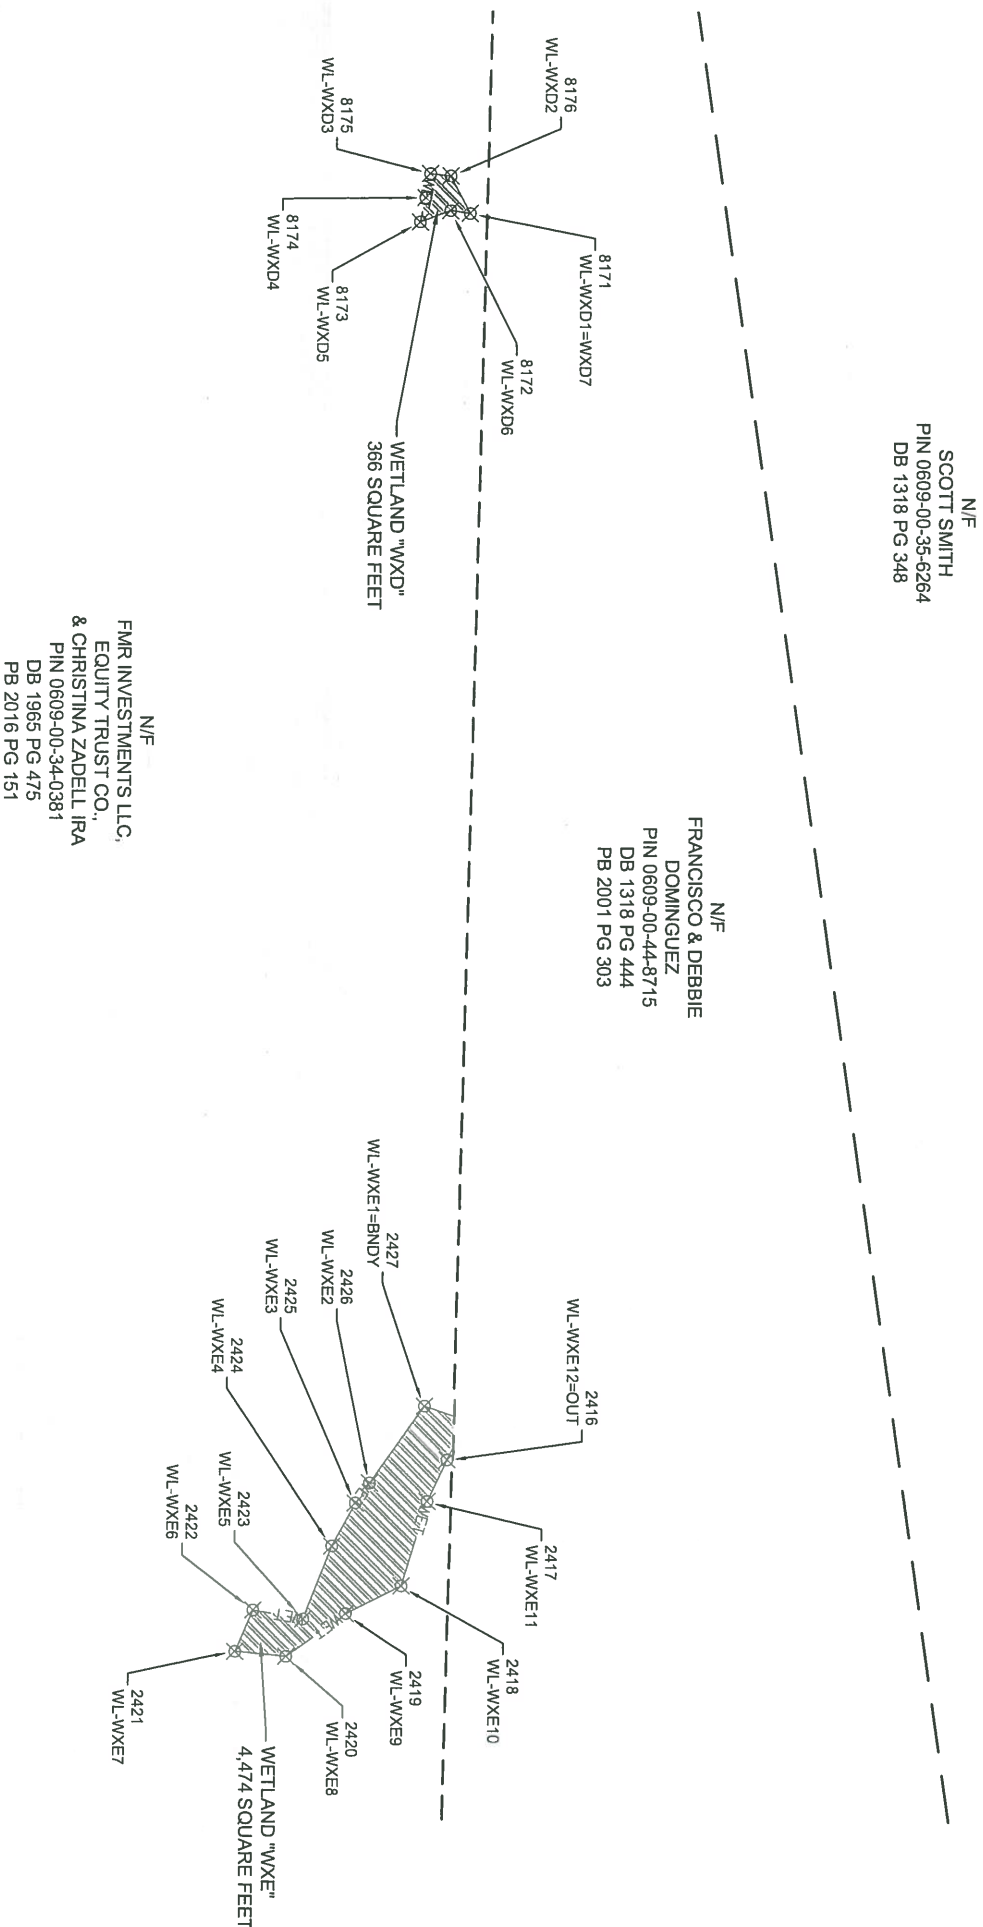 N/F
SCOTT SMITH
PIN 0609-00-35-6264
DB 1318 PG 348
8176
WL-WXD2
8171
WL-WXD1=WXD7
8172
WL-WXD6
8175
WL-WXD3
8174
WL-WXD4
8173
WL-WXD5
WETLAND "WXD"
366 SQUARE FEET
N/F
FRANCISCO & DEBBIE
DOMINGUEZ
PIN 0609-00-44-8715
DB 1318 PG 444
PB 2001 PG 303
N/F
FMR INVESTMENTS LLC,
EQUITY TRUST CO.,
& CHRISTINA ZADELL IRA
PIN 0609-00-34-0381
DB 1965 PG 475
PB 2016 PG 151
2416
WL-WXE12=OUT
2417
WL-WXE11
2418
WL-WXE10
2419
WL-WXE9
2420
WL-WXE8
2427
WL-WXE1=BNDY
2426
WL-WXE2
2425
WL-WXE3
2424
WL-WXE4
2423
WL-WXE5
2422
WL-WXE6
2421
WL-WXE7
WET
WET
WET
WETLAND "WXE"
4,474 SQUARE FEET